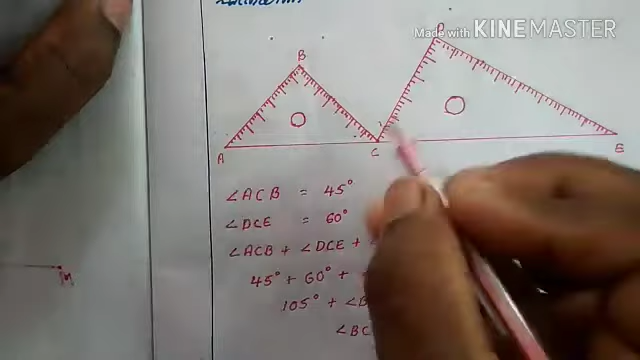 Made with KINEMASTER
B
D
A
C
E
∠ACB = 45°
∠DCE = 60°
∠ACB + ∠DCE +
45° + 60° +
105° + ∠B
∠BC
M